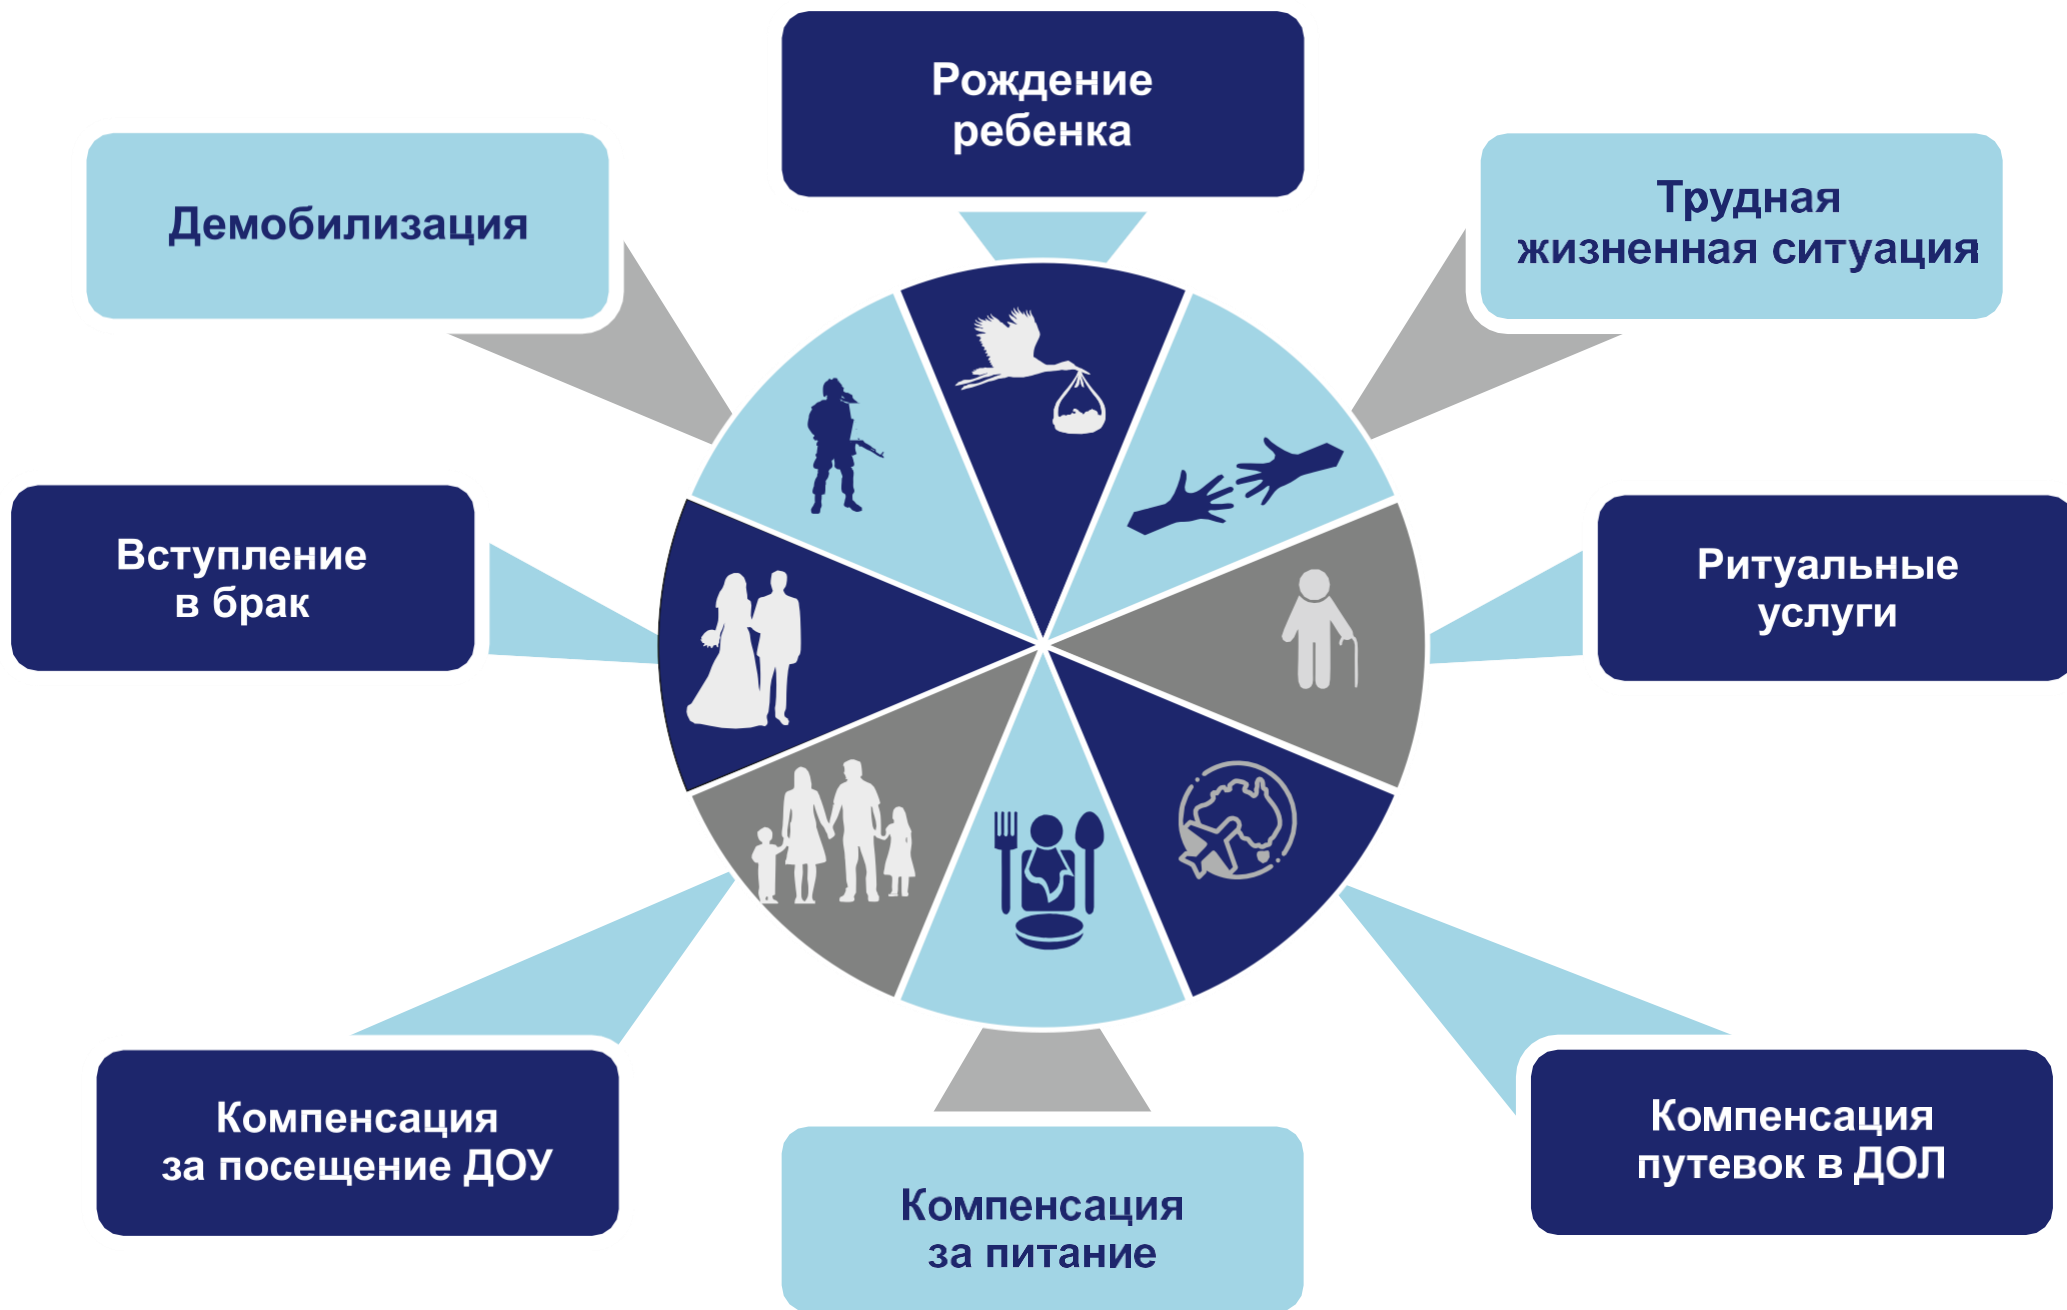 Рождение
ребенка
Демобилизация
Трудная
жизненная ситуация
Вступление
в брак
Ритуальные
услуги
Компенсация
за посещение ДОУ
Компенсация
путевок в ДОЛ
Компенсация
за питание